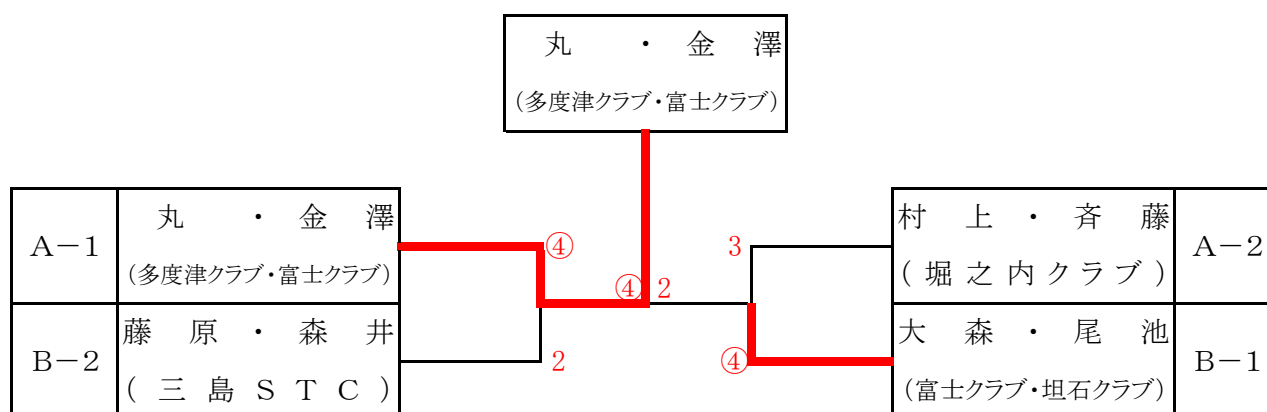 丸 ・ 金 澤
(多度津クラブ・富士クラブ)
A－1
丸 ・ 金 澤
(多度津クラブ・富士クラブ)
④
B－2
藤 原 ・ 森 井
( 三 島 S T C )
2
④ 2
3
村 上 ・ 斉 藤
( 堀 之 内 ク ラ ブ )
A－2
④
大 森 ・ 尾 池
(富士クラブ・坦石クラブ)
B－1